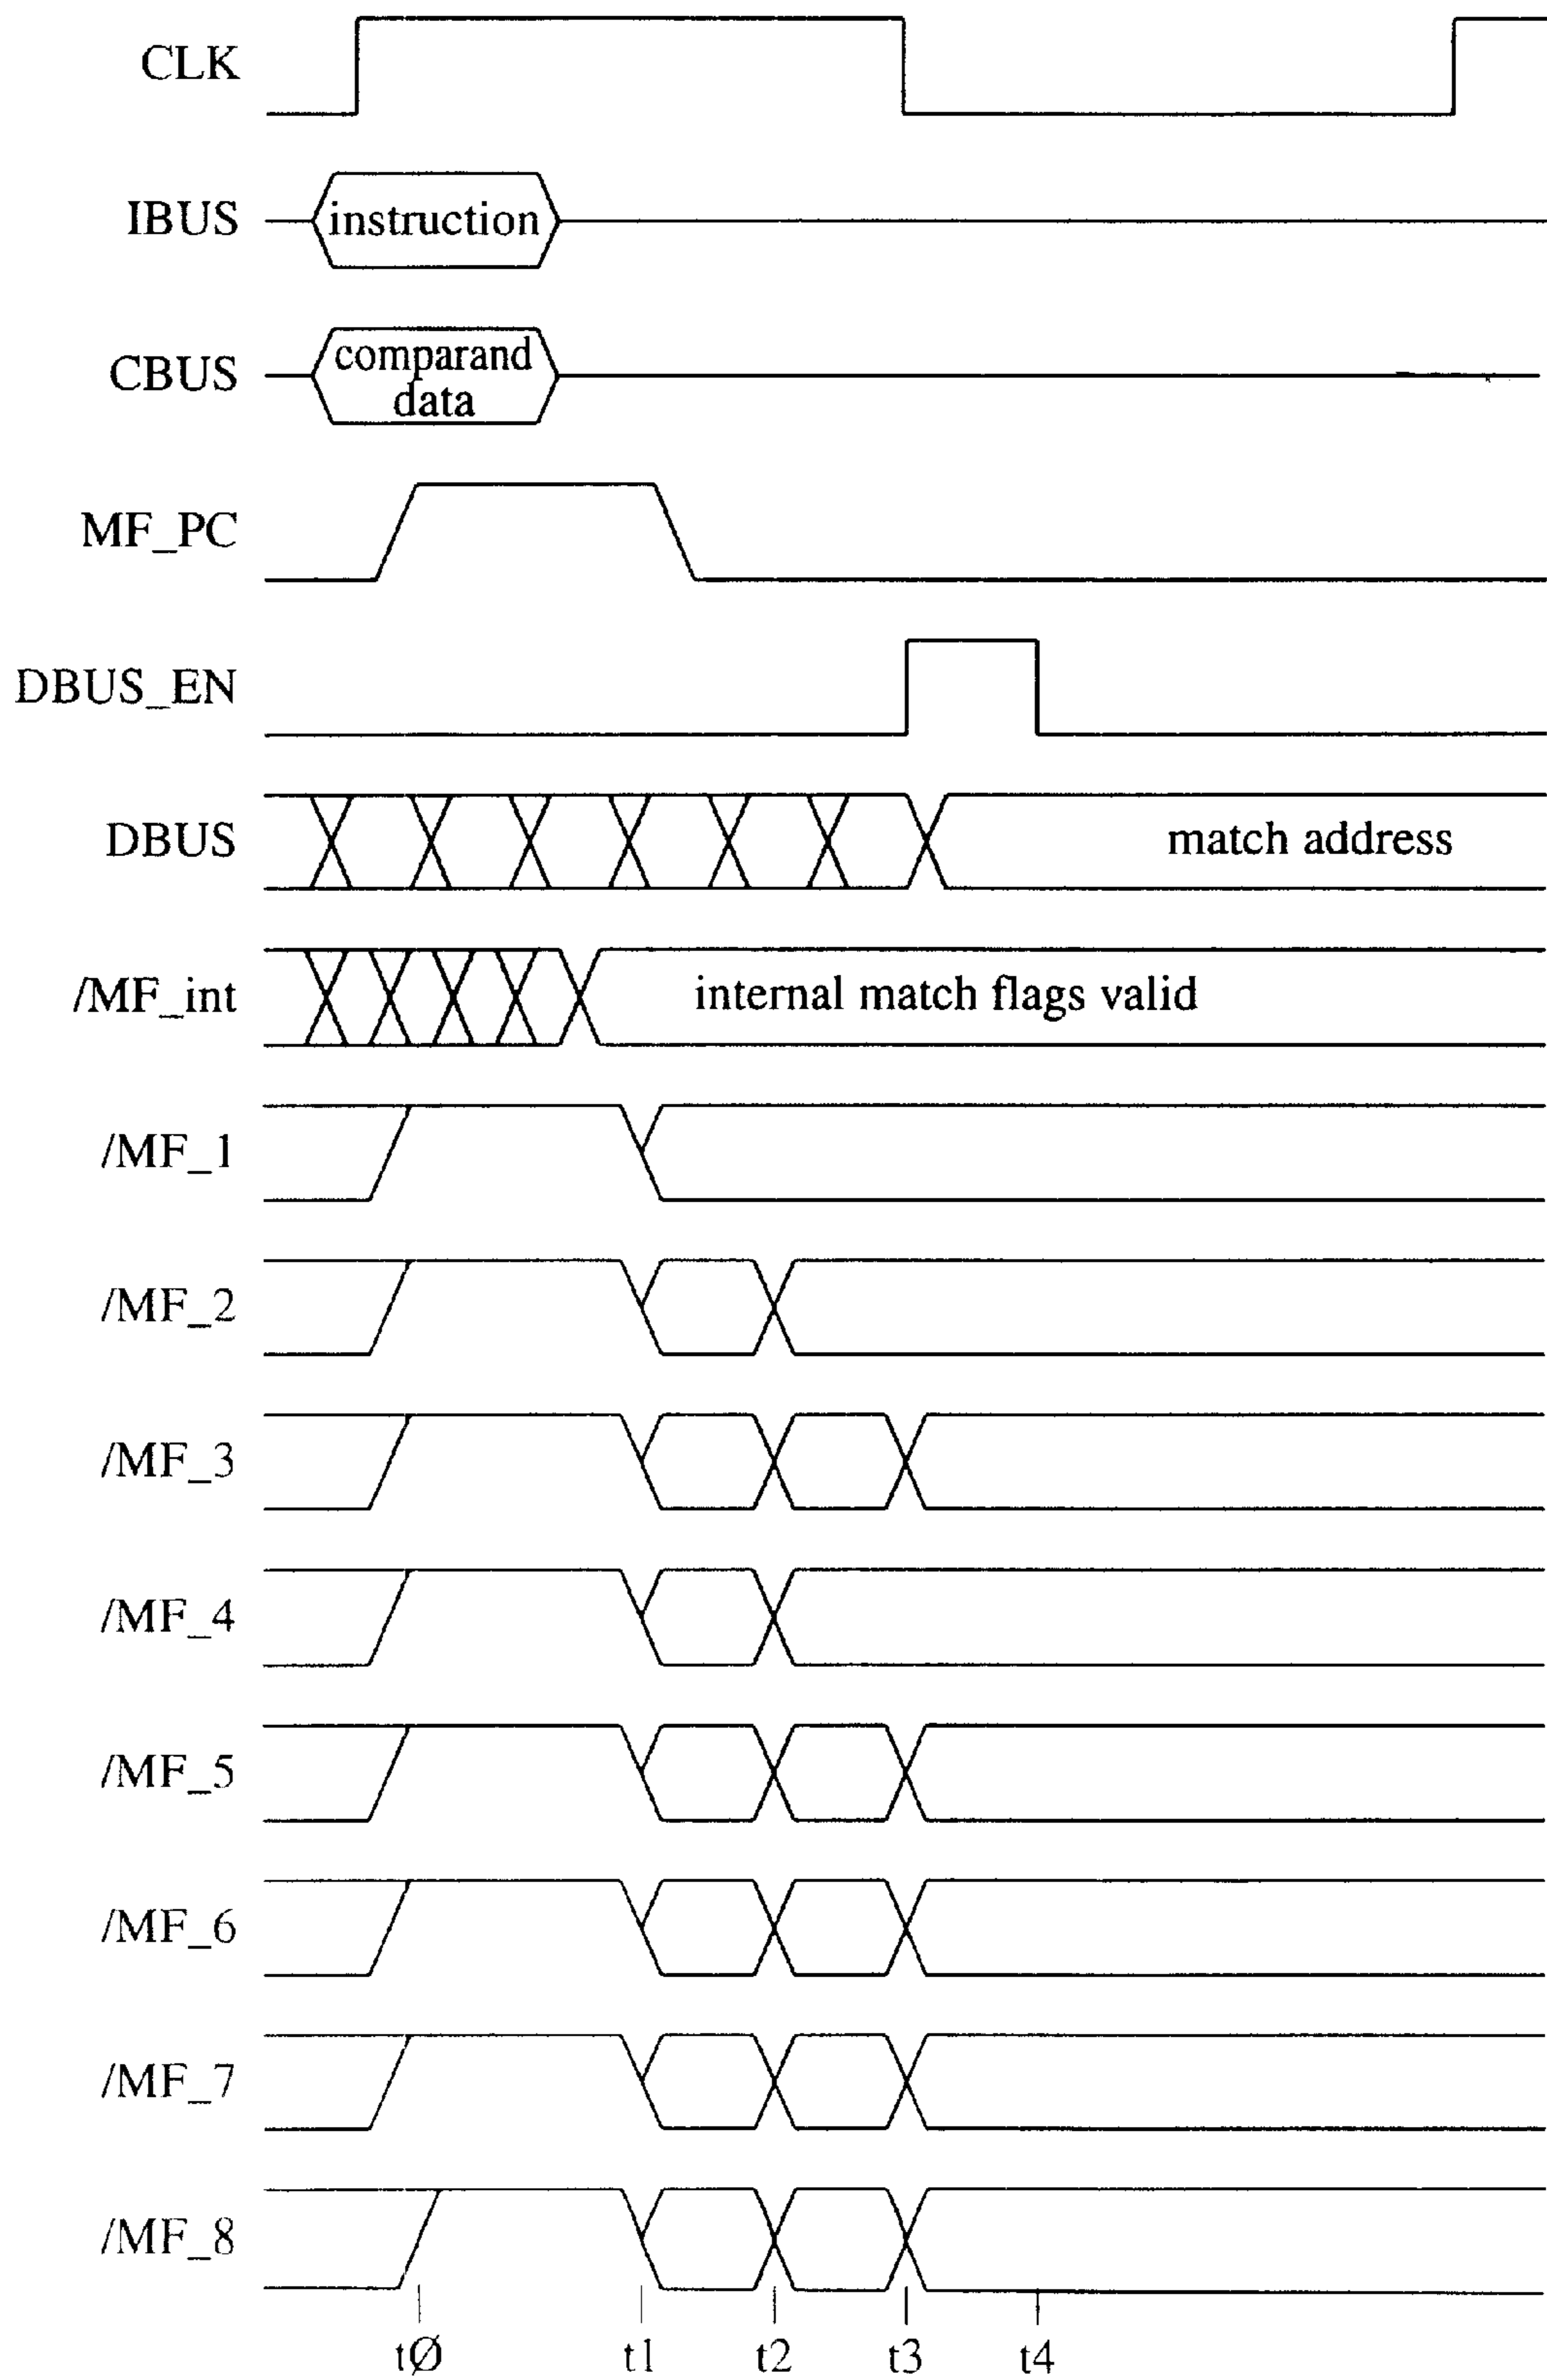 CLK
IBUS
instruction
CBUS
comparand
data
MF_PC
DBUS_EN
DBUS
match address
/MF_int
internal match flags valid
/MF_1
/MF_2
/MF_3
/MF_4
/MF_5
/MF_6
/MF_7
/MF_8
tØ t1 t2 t3 t4